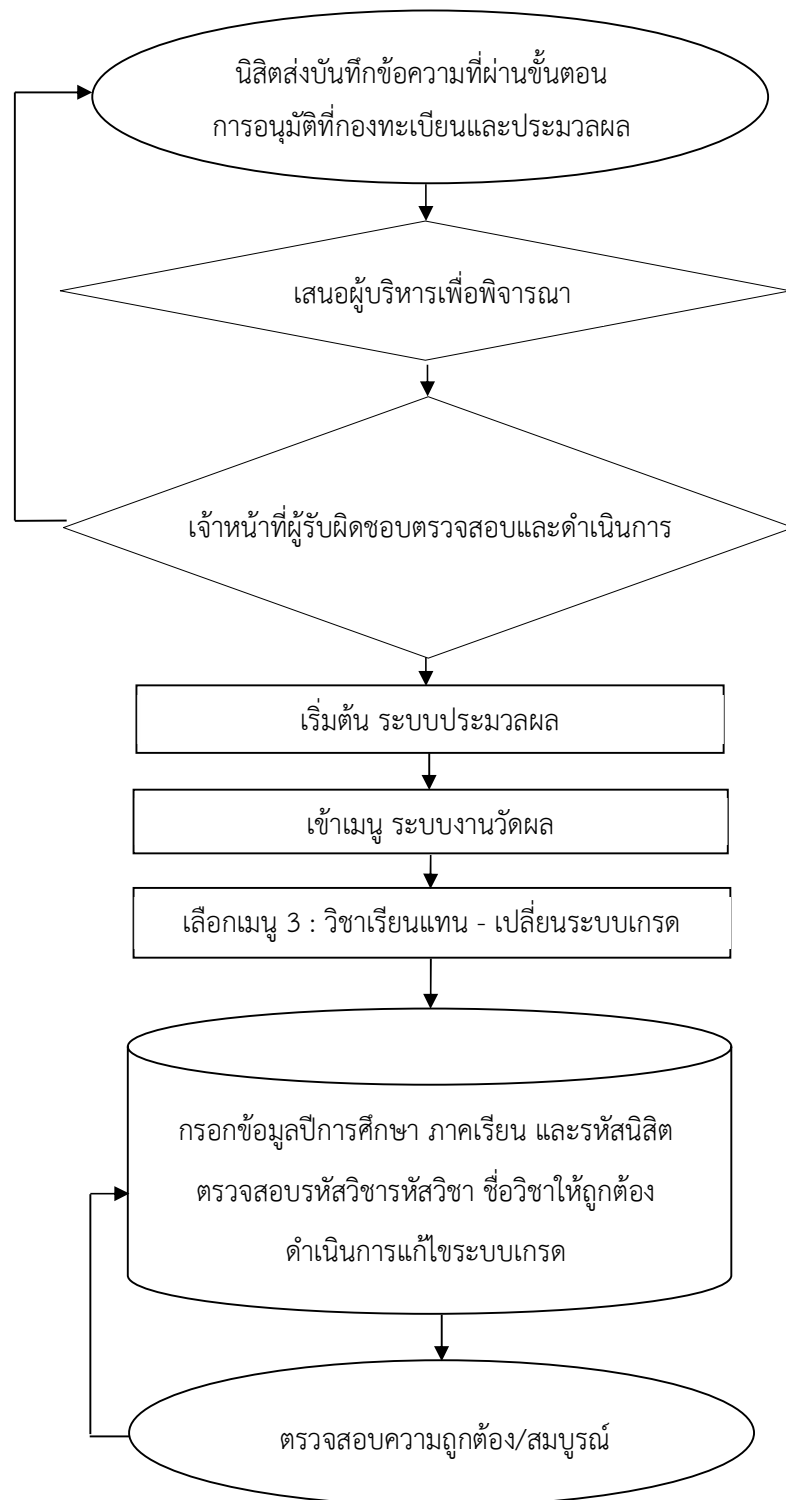 นิสิตส่งบันทึกข้อความที่ผ่านขั้นตอน
การอนุมัติที่กองทะเบียนและประมวลผล
เสนอผู้บริหารเพื่อพิจารณา
เจ้าหน้าที่ผู้รับผิดชอบตรวจสอบและดำเนินการ
เริ่มต้น ระบบประมวลผล
เข้าเมนู ระบบงานวัดผล
เลือกเมนู 3 : วิชาเรียนแทน - เปลี่ยนระบบเกรด
กรอกข้อมูลปีการศึกษา ภาคเรียน และรหัสนิสิต
ตรวจสอบรหัสวิชารหัสวิชา ชื่อวิชาให้ถูกต้อง
ดำเนินการแก้ไขระบบเกรด
ตรวจสอบความถูกต้อง/สมบูรณ์